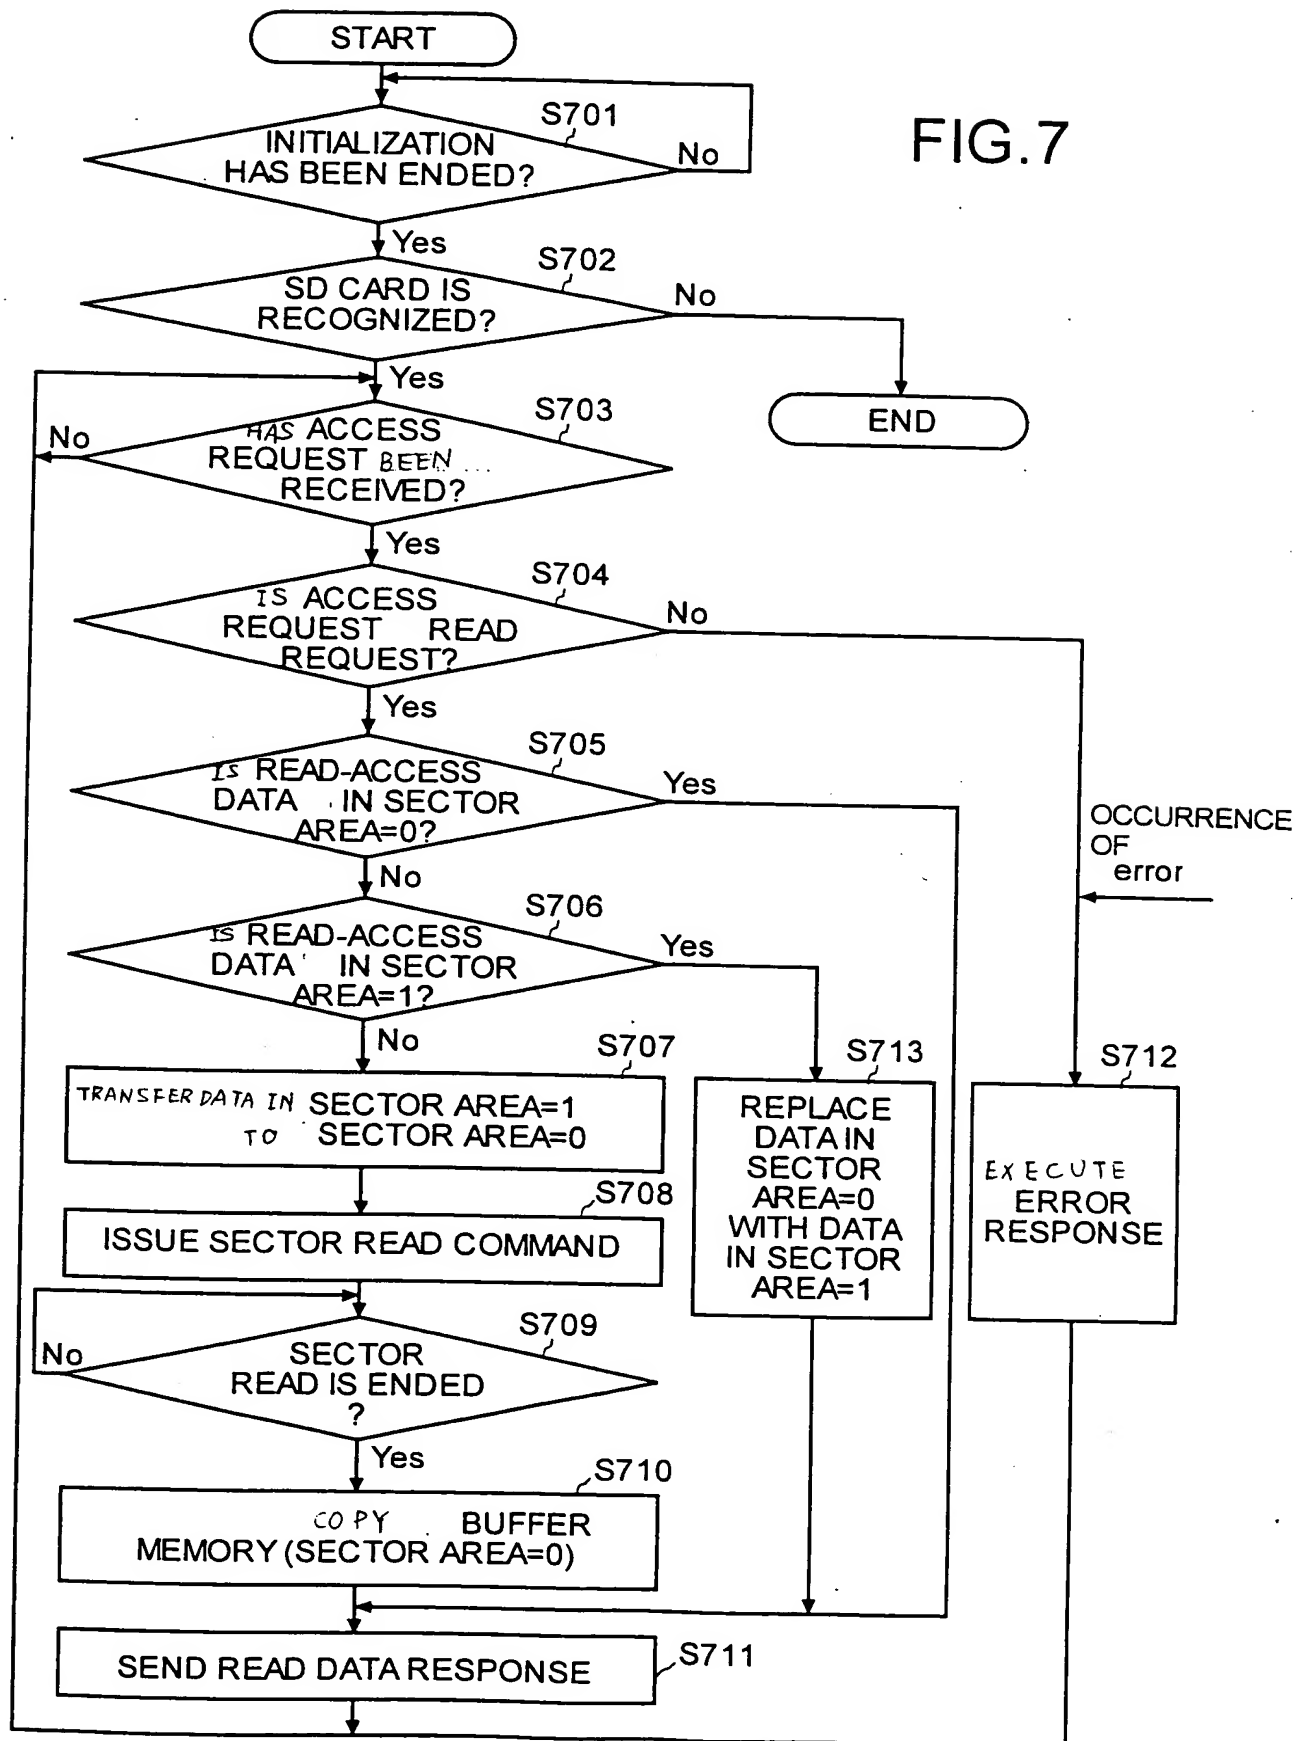 START
FIG.7
S701
INITIALIZATION
HAS BEEN ENDED?
No
Yes
S702
SD CARD IS
RECOGNIZED?
No
Yes
END
S703
HAS ACCESS
REQUEST BEEN
RECEIVED?
No
Yes
S704
IS ACCESS
REQUEST READ
REQUEST?
No
Yes
S705
IS READ-ACCESS
DATA IN SECTOR
AREA=0?
Yes
No
OCCURRENCE
OF
error
S706
IS READ-ACCESS
DATA IN SECTOR
AREA=1?
Yes
No
S707
TRANSFER DATA IN SECTOR AREA=1
TO SECTOR AREA=0
S713
REPLACE
DATA IN
SECTOR
AREA=0
WITH DATA
IN SECTOR
AREA=1
S712
EXECUTE
ERROR
RESPONSE
S708
ISSUE SECTOR READ COMMAND
S709
SECTOR
READ IS ENDED
?
No
Yes
S710
COPY BUFFER
MEMORY (SECTOR AREA=0)
S711
SEND READ DATA RESPONSE